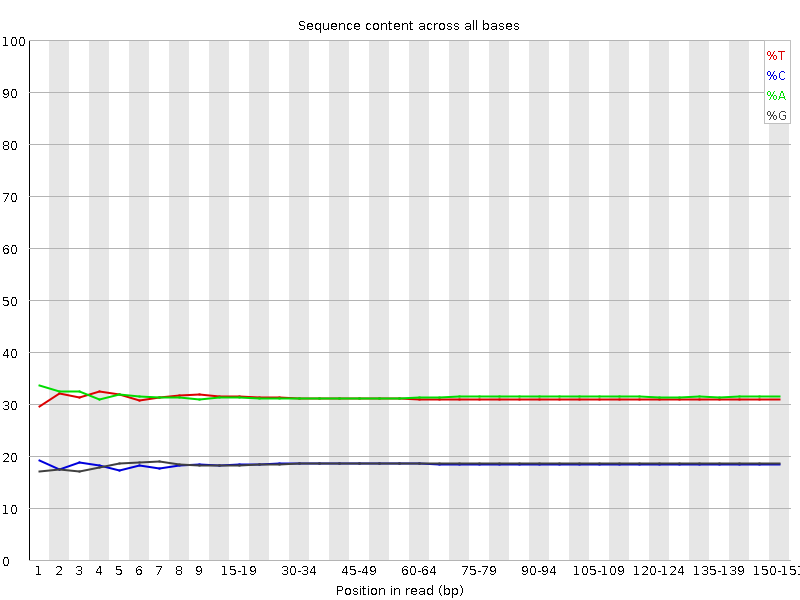 Sequence content across all bases
100
90
80
70
60
50
40
30
20
10
0
%T
%C
%A
%G
1 2 3 4 5 6 7 8 9 15-19 30-34 45-49 60-64 75-79 90-94 105-109 120-124 135-139 150-151
Position in read (bp)